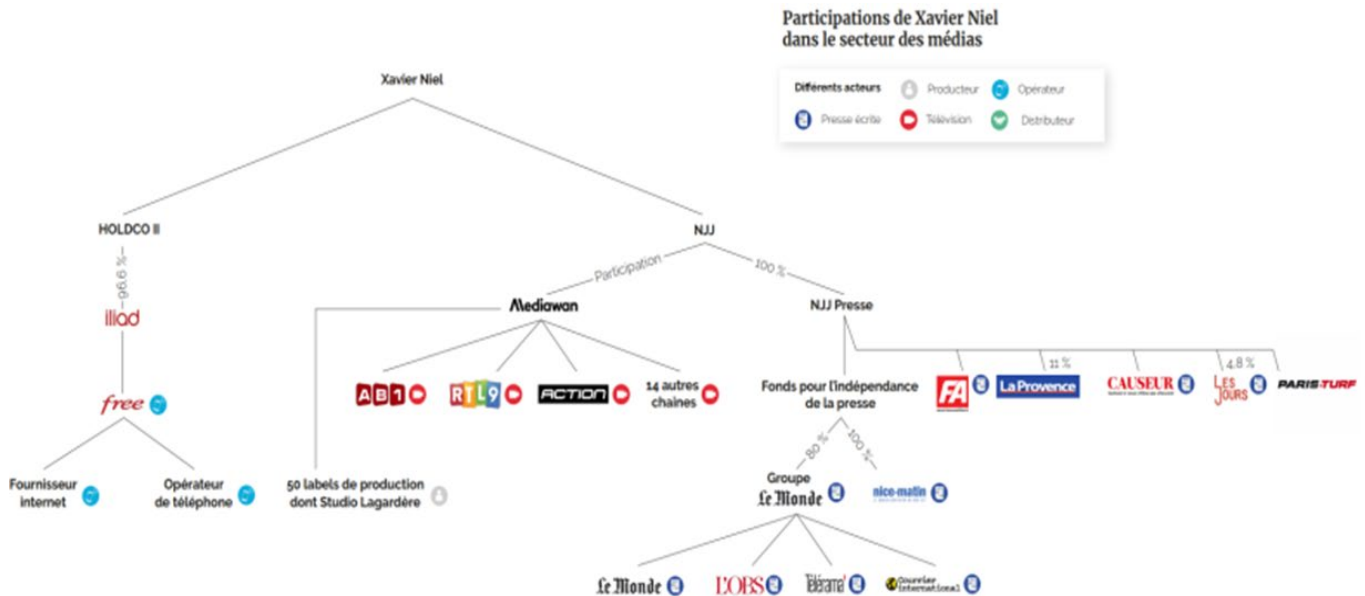 Participations de Xavier Niel
dans le secteur des médias
Différents acteurs
Producteur
Opérateur
Presse écrite
Télévision
Distributeur
Xavier Niel
HOLDCO II
NJJ
96.6 %
Participation
100 %
iliad
Mediawan
NJJ Presse
free
AB1
RTL9
ACTION
14 autres
chaines
Fonds pour l'indépendance
de la presse
FA
11 %
La Provence
CAUSEUR
4.8 %
LES
JOURS
PARIS-TURF
80 %
100 %
Fournisseur
internet
Opérateur
de téléphone
50 labels de production
dont Studio Lagardère
Groupe
Le Monde
nice-matin
Le Monde
L'OBS
Télérama'
Courrier
international